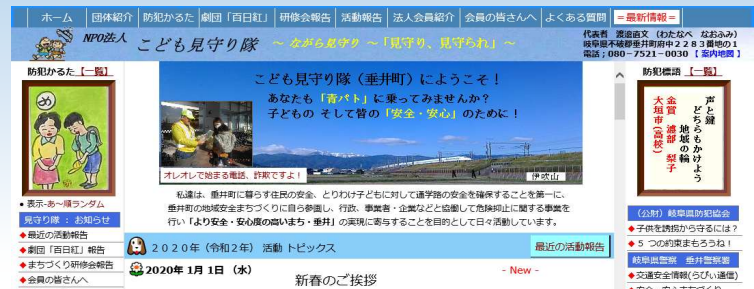 ホーム
団体紹介
防犯かるた
劇団「百日紅」
研修会報告
活動報告
法人会員紹介
会員の皆さんへ
よくある質問
=最新情報=
NPO法人 こども見守り隊 ~ ながら見守り ~「見守り、見守られ」~
代表者 渡邉直文(わたなべ なおふみ)
岐阜県不破郡垂井町府中2283番地の1
電話;080-7521-0030【 案内地図 】
防犯かるた 【一覧】
め
• 表示-あ~順ランダム
見守り隊 : お知らせ
◆最近の活動報告
◆劇団「百日紅」報告
◆まちづくり研修会報告
◆会員の皆さんへ
こども見守り隊(垂井町)にようこそ!
あなたも「青パト」に乗ってみませんか?
子どもの そして皆の「安全・安心」のために!
オレオレで始まる電話、詐欺ですよ!
伊吹山
私達は、垂井町に暮らす住民の安全、とりわけ子どもに対して通学路の安全を確保することを第一に、
垂井町の地域安全まちづくりに自ら参画し、行政、事業者・企業などと協働して危険抑止に関する事業を
行い「より安全・安心度の高いまち・垂井」の実現に寄与することを目的として日々活動しています。
2020年(令和2年) 活動 トピックス
最近の活動報告
2020年 1月 1日 (水)
- New -
新春のご挨拶
防犯標語 【一覧】
声と鍵
どちらもかけよう
地域の輪
金賞 浦部 梨子
大垣市(高校)
(公財)岐阜県防犯協会
◆子供を誘拐から守るには?
◆5 つの約束まもろうね!
岐阜県警察 垂井警察署
◆交通安全情報(らぴぃ通信)